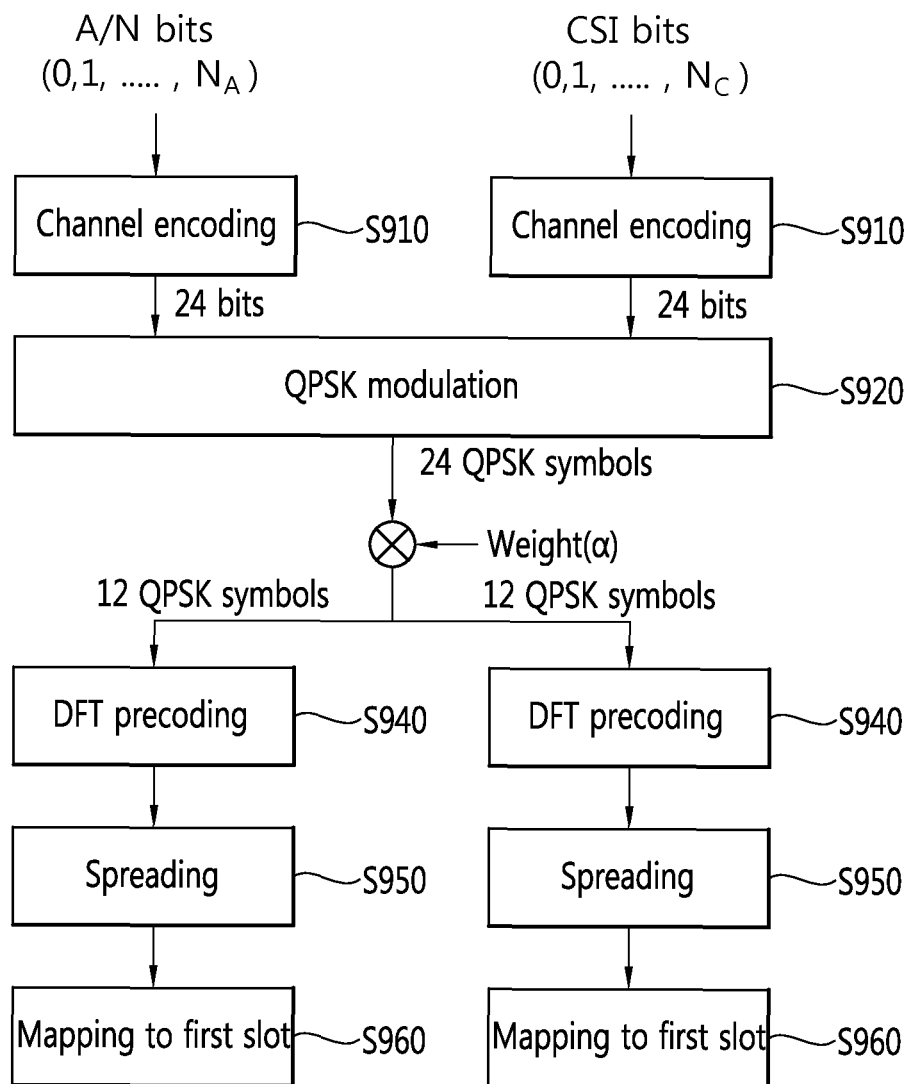 A/N bits
(0,1, ..... , N_A)
CSI bits
(0,1, ..... , N_C)
Channel encoding
S910
Channel encoding
S910
24 bits
24 bits
QPSK modulation
S920
24 QPSK symbols
Weight(α)
12 QPSK symbols
12 QPSK symbols
DFT precoding
S940
DFT precoding
S940
Spreading
S950
Spreading
S950
Mapping to first slot
S960
Mapping to first slot
S960